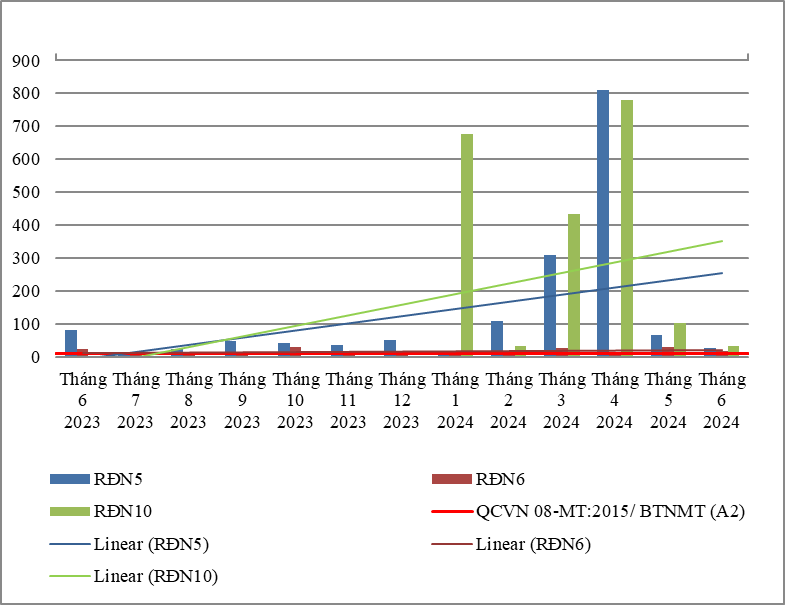 900
800
700
600
500
400
300
200
100
0
Tháng Tháng Tháng Tháng Tháng Tháng Tháng Tháng Tháng Tháng Tháng Tháng Tháng
6 7 8 9 10 11 12 1 2 3 4 5 6
2023 2023 2023 2023 2023 2023 2023 2024 2024 2024 2024 2024 2024
RĐN5 RĐN6
RĐN10 QCVN 08-MT:2015/ BTNMT (A2)
Linear (RĐN5) Linear (RĐN6)
Linear (RĐN10)